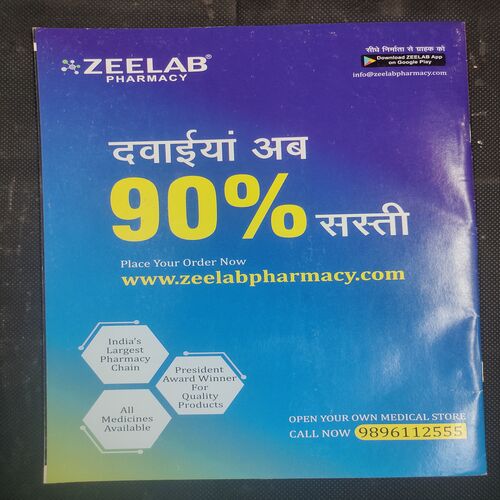 ZEELAB®
PHARMACY
सीधे निर्माता से ग्राहक को
Download ZEELAB App
on Google Play
info@zeelabpharmacy.com
दवाईयां अब
90% सस्ती
Place Your Order Now
www.zeelabpharmacy.com
India's
Largest
Pharmacy
Chain
President
Award Winner
For
Quality
Products
All
Medicines
Available
OPEN YOUR OWN MEDICAL STORE
CALL NOW 9896112555